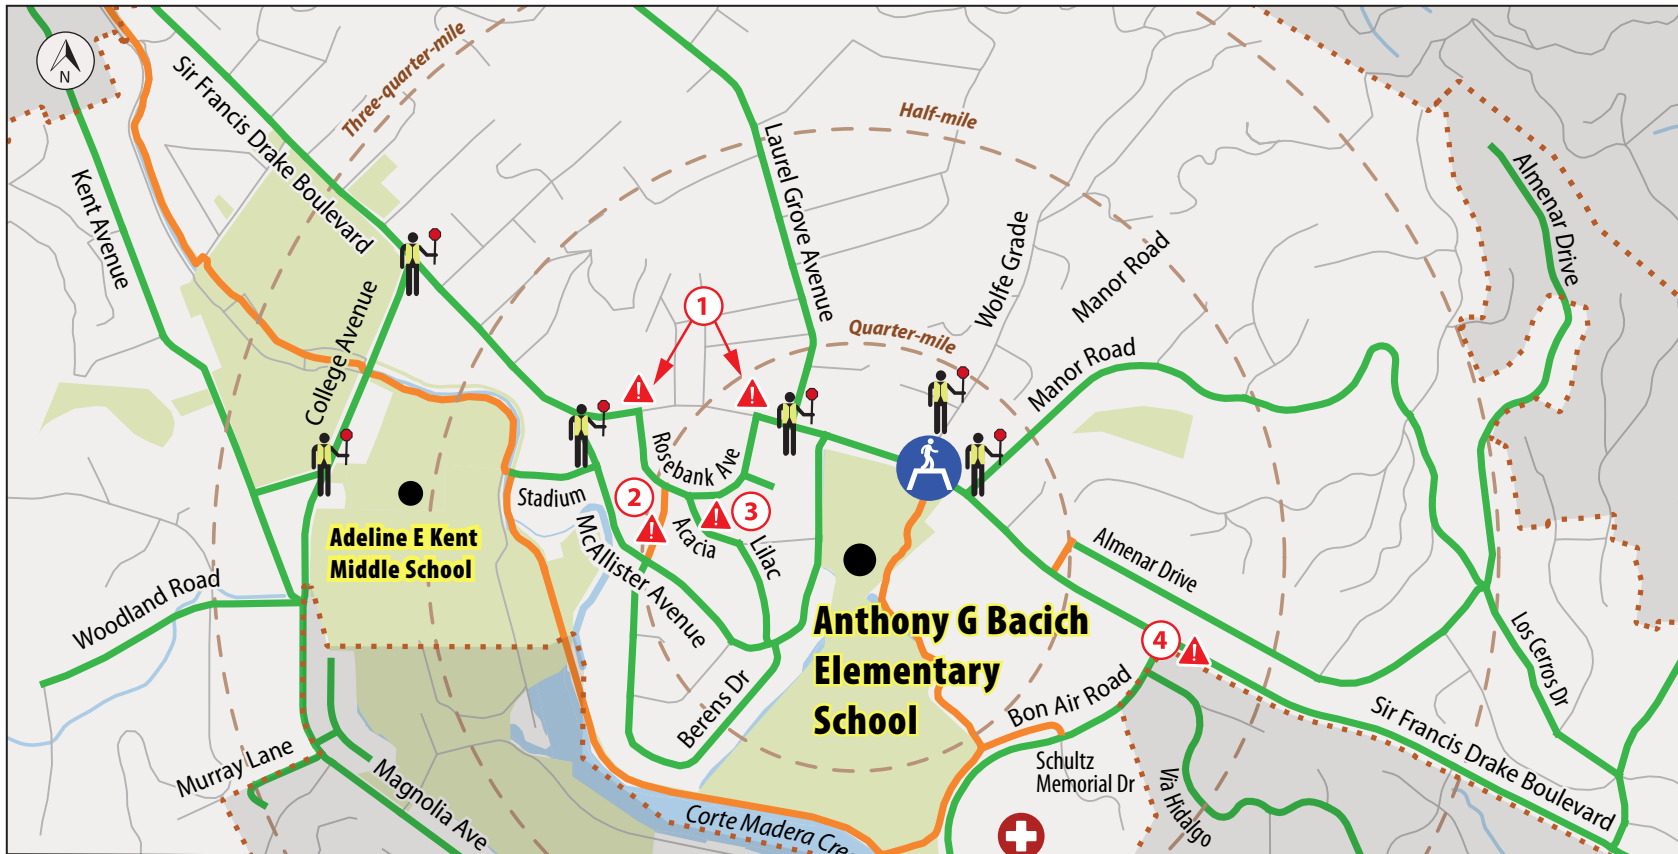 N
Sir Francis Drake Boulevard
Three-quarter-mile
Half-mile
Laurel Grove Avenue
Kent Avenue
Almenar Drive
Wolfe Grade
Manor Road
College Avenue
1
Quarter-mile
Manor Road
Rosebank Ave
Stadium
2
3
Acacia
Lilac
McAllister Avenue
Adeline E Kent
Middle School
Almenar Drive
Woodland Road
Anthony G Bacich
Elementary
School
4
Los Cerros Dr
Bon Air Road
Berens Dr
Sir Francis Drake Boulevard
Murray Lane
Magnolia Ave
Schultz
Memorial Dr
Via Hidalgo
Corte Madera Cre